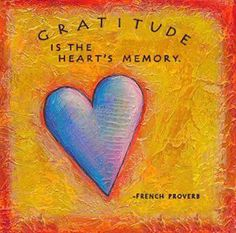 GRATITUDE
IS THE
HEART'S MEMORY.
-FRENCH PROVERB